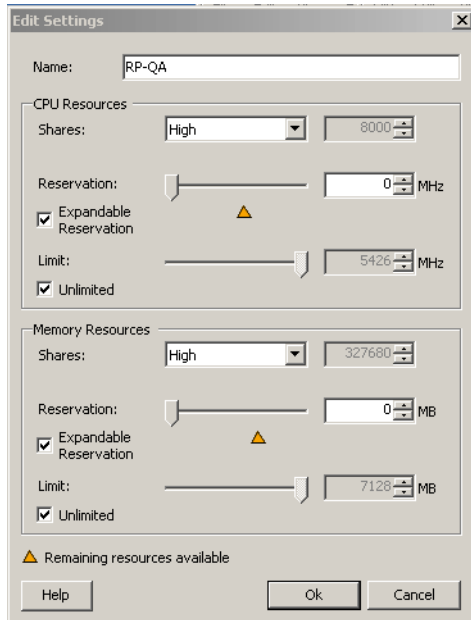 Edit Settings
Name: RP-QA
CPU Resources
Shares: High 8000
Reservation: 0 MHz
Expandable
Reservation
Limit: 5426 MHz
Unlimited
Memory Resources
Shares: High 327680
Reservation: 0 MB
Expandable
Reservation
Limit: 7128 MB
Unlimited
Remaining resources available
Help Ok Cancel